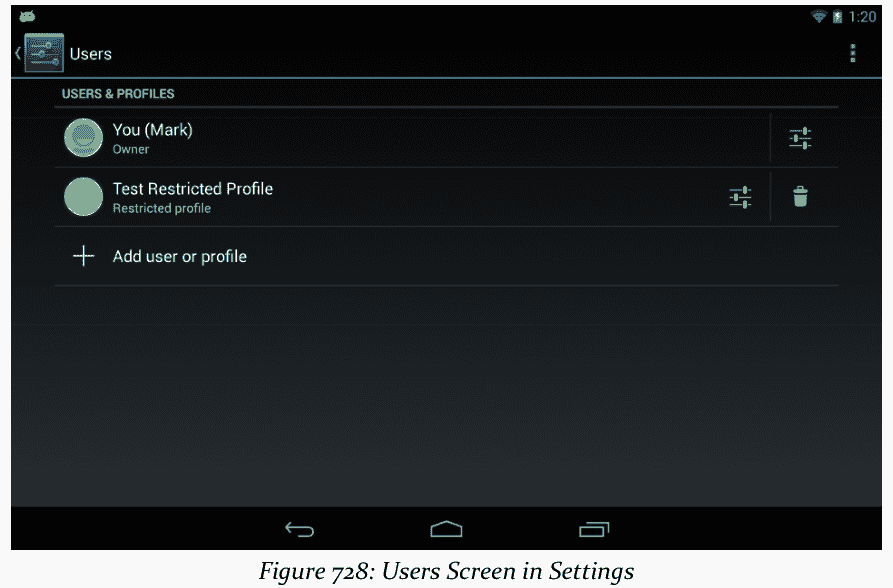 1:20
Users
USERS & PROFILES
You (Mark)
Owner
Test Restricted Profile
Restricted profile
Add user or profile
Figure 728: Users Screen in Settings